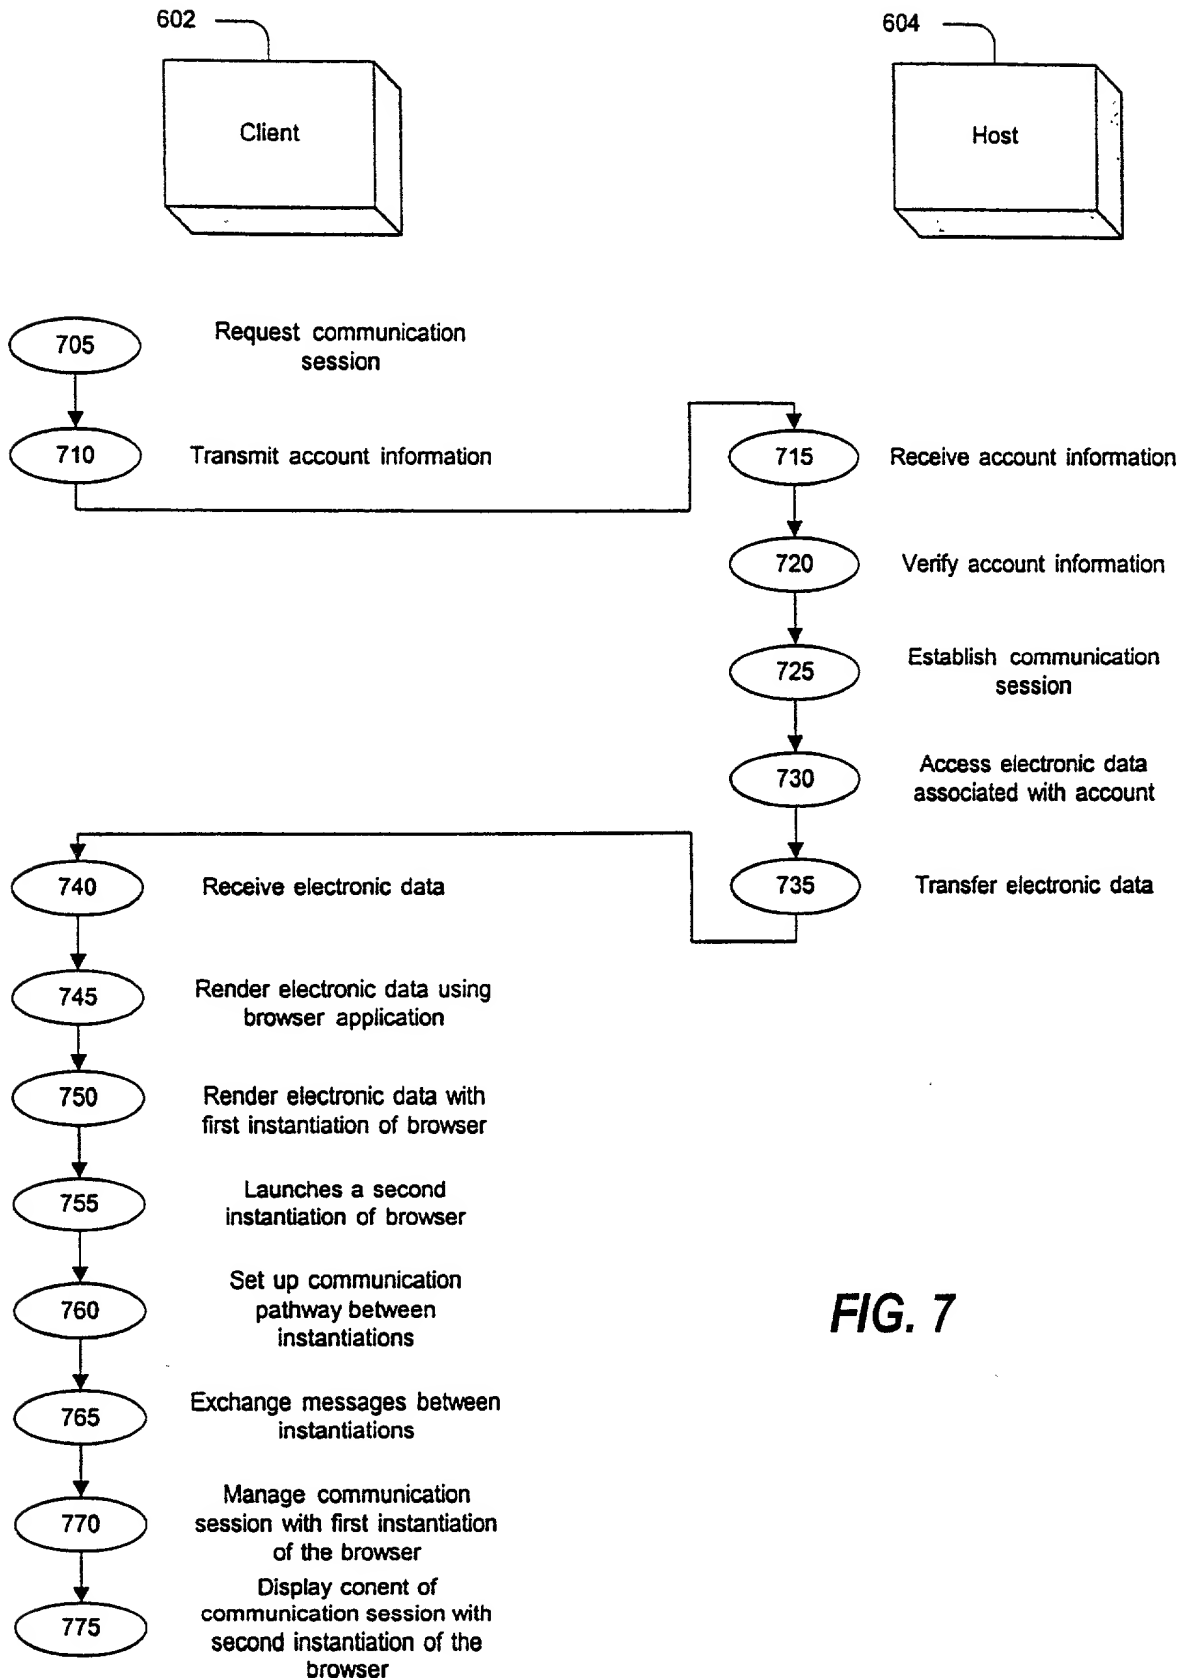 602
604
Client
Host
705
Request communication
session
710
Transmit account information
715
Receive account information
720
Verify account information
725
Establish communication
session
730
Access electronic data
associated with account
735
Transfer electronic data
740
Receive electronic data
745
Render electronic data using
browser application
750
Render electronic data with
first instantiation of browser
755
Launches a second
instantiation of browser
760
Set up communication
pathway between
instantiations
765
Exchange messages between
instantiations
770
Manage communication
session with first instantiation
of the browser
775
Display conent of
communication session with
second instantiation of the
browser
FIG. 7